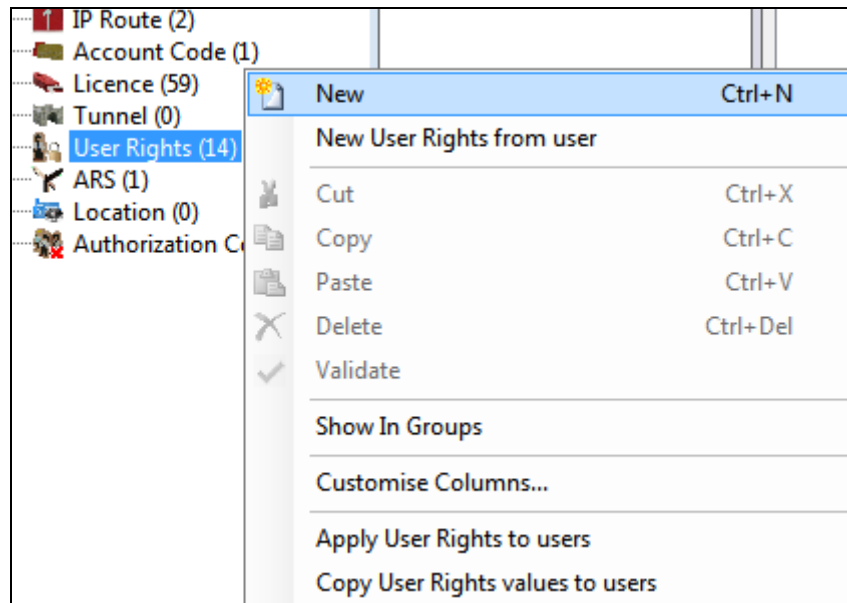 IP Route (2)
Account Code (1)
Licence (59)
Tunnel (0)
User Rights (14)
ARS (1)
Location (0)
Authorization
New Ctrl+N
New User Rights from user
Cut Ctrl+X
Copy Ctrl+C
Paste Ctrl+V
Delete Ctrl+Del
Validate
Show In Groups
Customise Columns...
Apply User Rights to users
Copy User Rights values to users